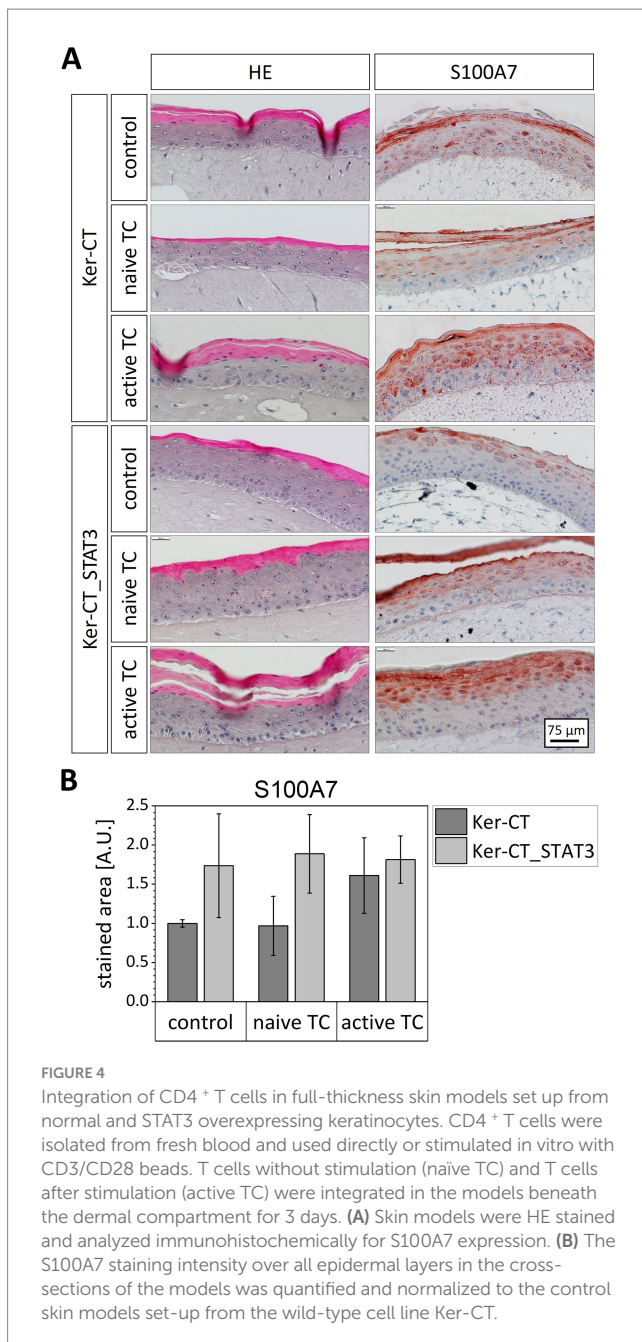 A
HE
S100A7
Ker-CT
control
naive TC
active TC
Ker-CT_STAT3
control
naive TC
active TC
75 µm
B
S100A7
stained area [A.U.]
2.5
2.0
1.5
1.0
0.5
0.0
control
naive TC
active TC
Ker-CT
Ker-CT_STAT3
FIGURE 4
Integration of CD4 + T cells in full-thickness skin models set up from
normal and STAT3 overexpressing keratinocytes. CD4 + T cells were
isolated from fresh blood and used directly or stimulated in vitro with
CD3/CD28 beads. T cells without stimulation (naïve TC) and T cells
after stimulation (active TC) were integrated in the models beneath
the dermal compartment for 3 days. (A) Skin models were HE stained
and analyzed immunohistochemically for S100A7 expression. (B) The
S100A7 staining intensity over all epidermal layers in the cross-
sections of the models was quantified and normalized to the control
skin models set-up from the wild-type cell line Ker-CT.